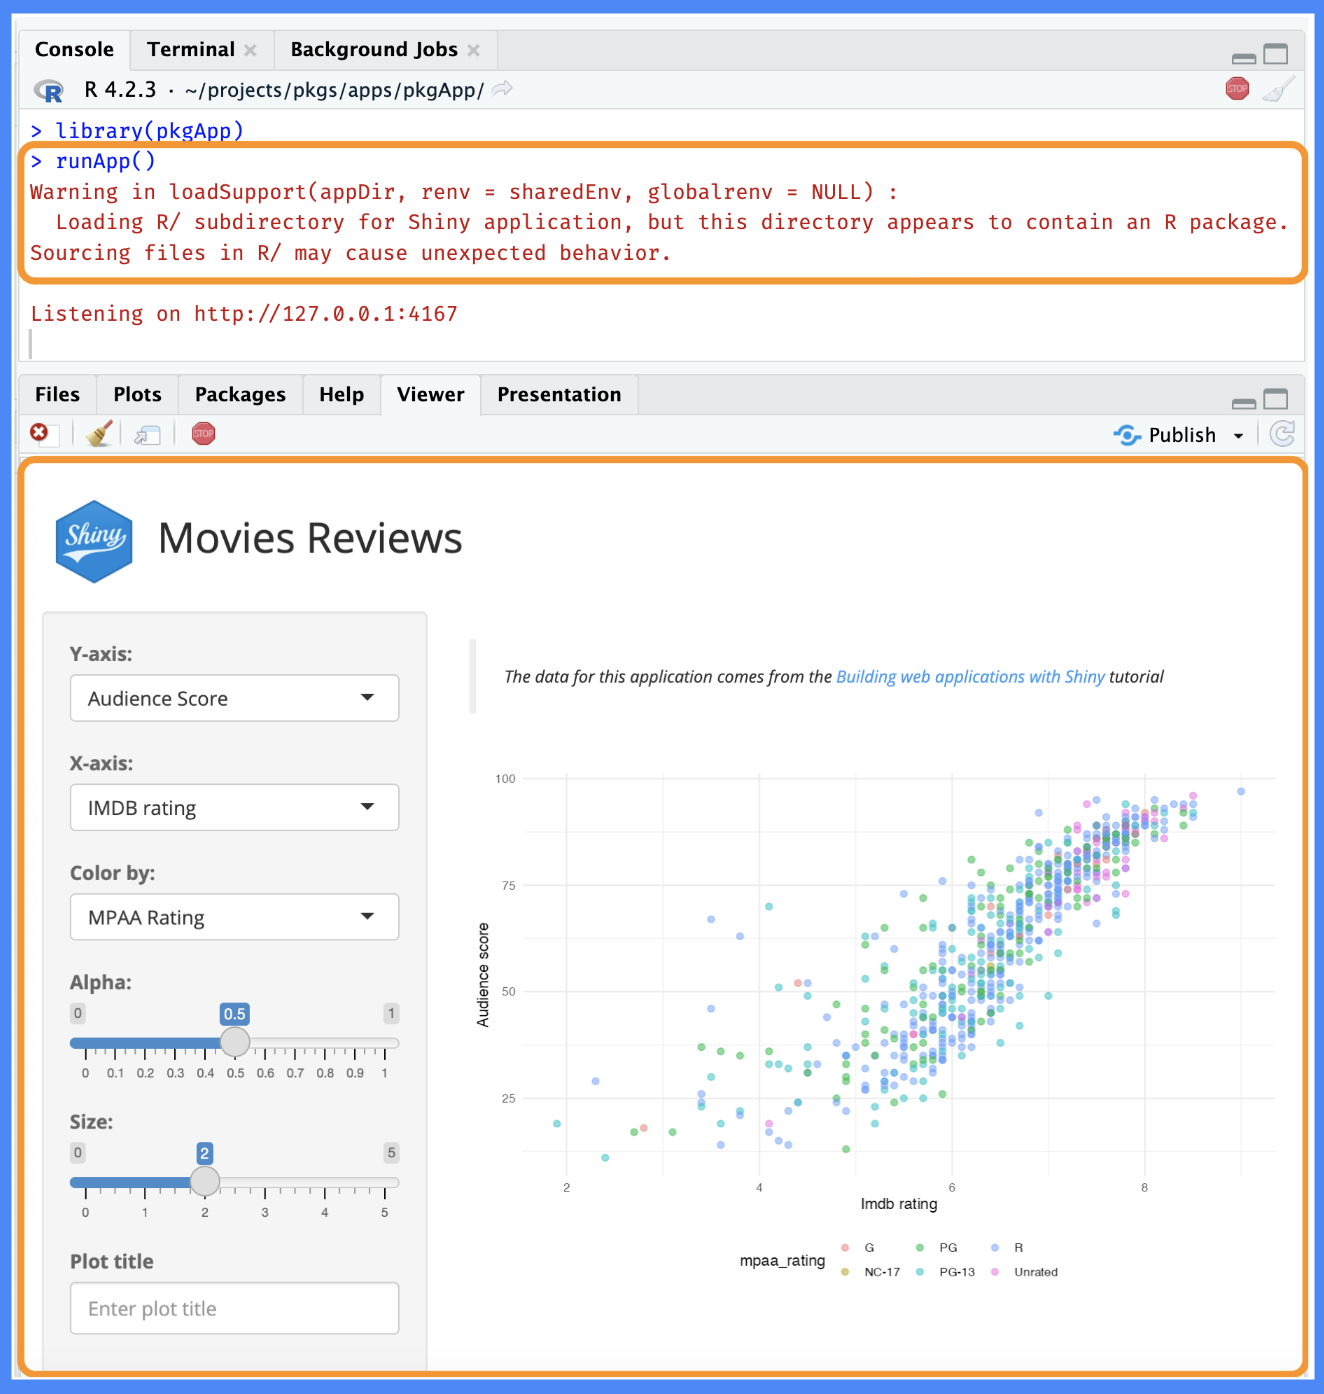 Console Terminal Background Jobs
R 4.2.3 · ~/projects/pkgs/apps/pkgApp/
STOP
> library(pkgApp)
> runApp()
Warning in loadSupport(appDir, renv = sharedEnv, globalrenv = NULL) :
Loading R/ subdirectory for Shiny application, but this directory appears to contain an R package.
Sourcing files in R/ may cause unexpected behavior.
Listening on http://127.0.0.1:4167
Files Plots Packages Help Viewer Presentation
STOP
Publish
Shiny
Movies Reviews
Y-axis:
Audience Score
X-axis:
IMDB rating
Color by:
MPAA Rating
Alpha:
0 0.5 1
0 0.1 0.2 0.3 0.4 0.5 0.6 0.7 0.8 0.9 1
Size:
0 2 5
0 1 2 3 4 5
Plot title
Enter plot title
The data for this application comes from the Building web applications with Shiny tutorial
100
75
50
25
Audience score
2 4 6 8
Imdb rating
mpaa_rating
G PG R
NC-17 PG-13 Unrated